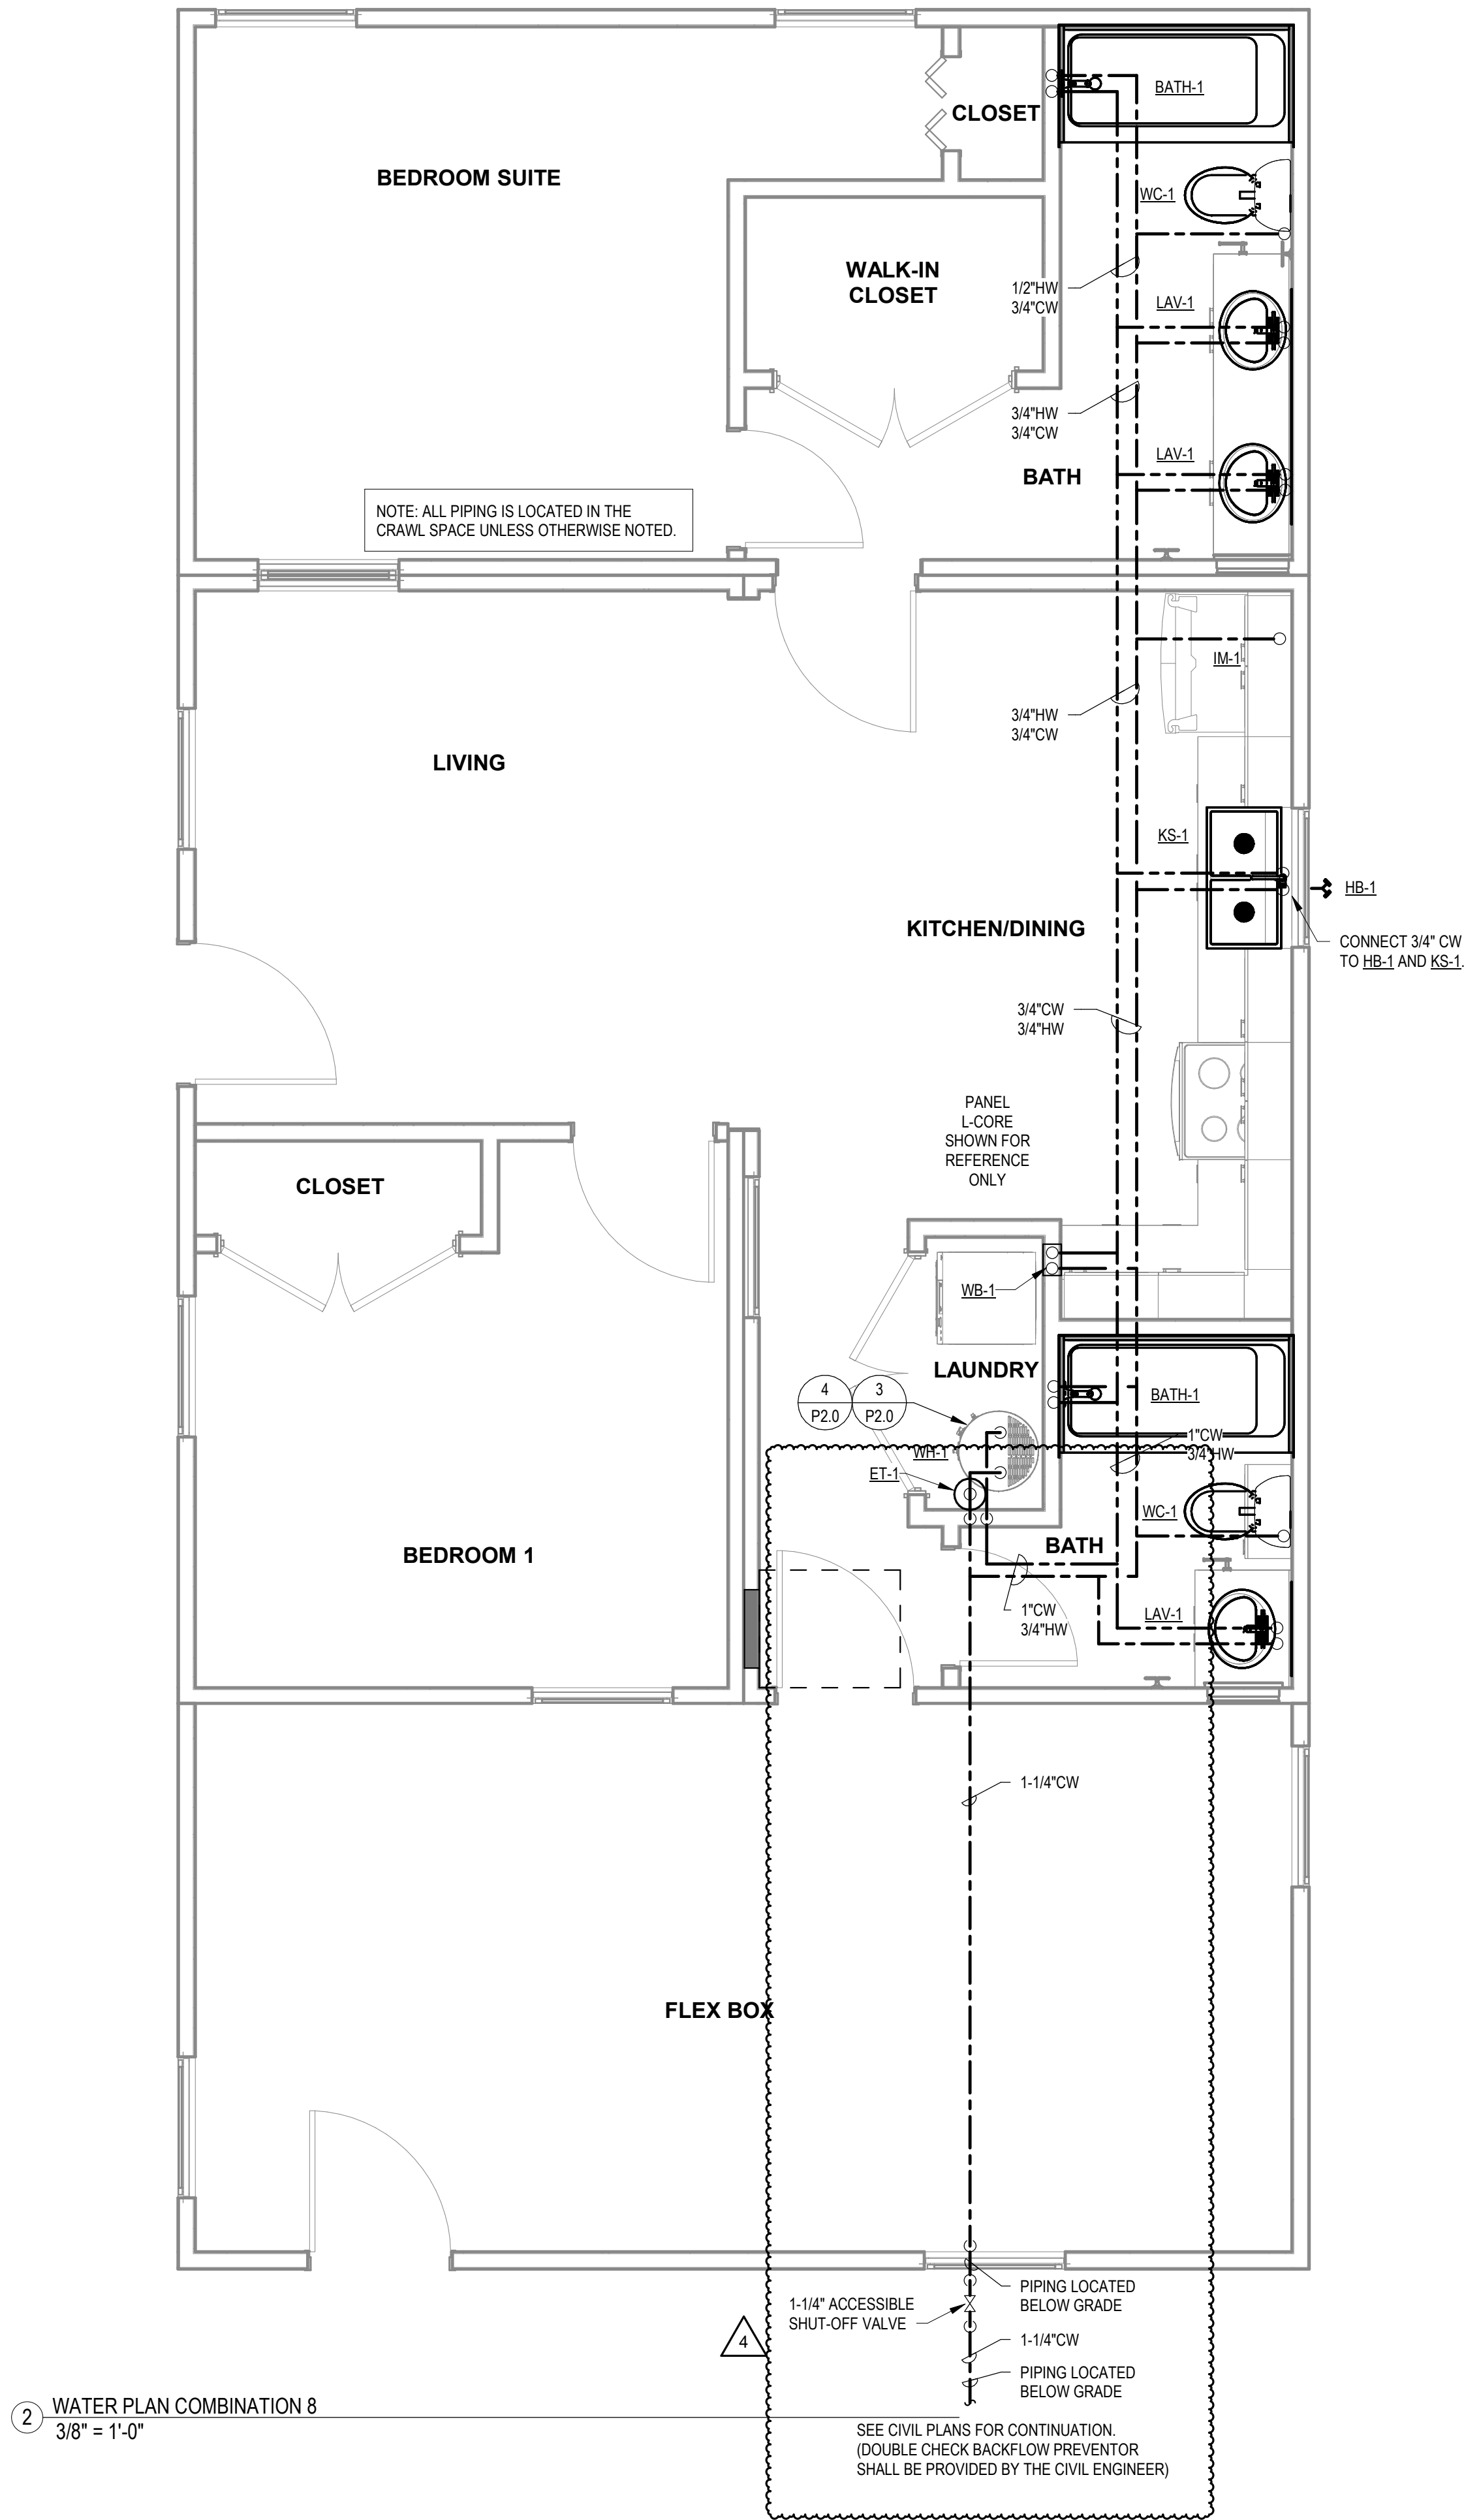 BATH-1
CLOSET
BEDROOM SUITE
WC-1
WALK-IN
CLOSET
1/2"HW
3/4"CW
LAV-1
3/4"HW
3/4"CW
LAV-1
BATH
NOTE: ALL PIPING IS LOCATED IN THE
CRAWL SPACE UNLESS OTHERWISE NOTED.
IM-1
3/4"HW
3/4"CW
LIVING
KS-1
HB-1
KITCHEN/DINING
CONNECT 3/4" CW
TO HB-1 AND KS-1.
3/4"CW
3/4"HW
PANEL
L-CORE
SHOWN FOR
REFERENCE
ONLY
CLOSET
WB-1
LAUNDRY
4
P2.0
3
P2.0
BATH-1
1"CW
3/4"HW
WH-1
ET-1
WC-1
BATH
BEDROOM 1
1"CW
3/4"HW
LAV-1
1-1/4"CW
FLEX BOX
PIPING LOCATED
BELOW GRADE
1-1/4" ACCESSIBLE
SHUT-OFF VALVE
4
1-1/4"CW
PIPING LOCATED
BELOW GRADE
2
WATER PLAN COMBINATION 8
3/8" = 1'-0"
SEE CIVIL PLANS FOR CONTINUATION.
(DOUBLE CHECK BACKFLOW PREVENTOR
SHALL BE PROVIDED BY THE CIVIL ENGINEER)